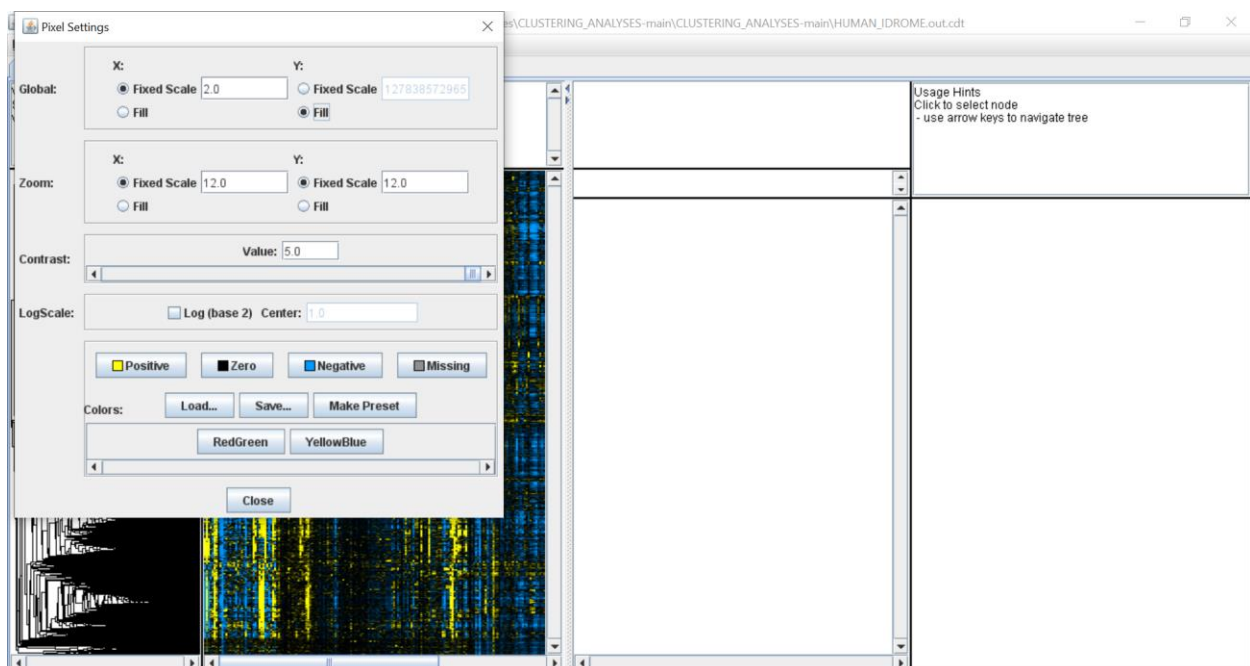 Pixel Settings
es\CLUSTERING_ANALYSES-main\CLUSTERING_ANALYSES-main\HUMAN_IDROME.out.cdt
X: Y:
Global: Fixed Scale 2.0 Fixed Scale 127838572965
Fill Fill
X: Y:
Zoom: Fixed Scale 12.0 Fixed Scale 12.0
Fill Fill
Contrast: Value: 5.0
LogScale: Log (base 2) Center: 1.0
Positive Zero Negative Missing
Colors: Load... Save... Make Preset
RedGreen YellowBlue
Close
Usage Hints
Click to select node
- use arrow keys to navigate tree